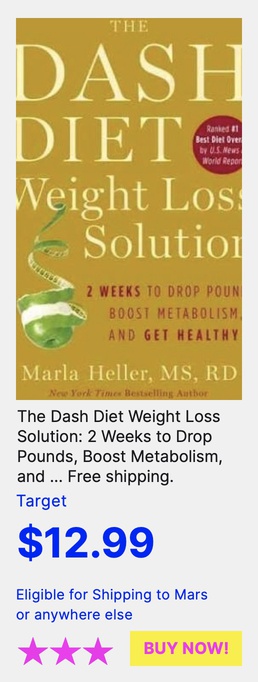 THE
DASH
DIET
Ranked #1
Best Diet Over
by U.S. News
World Repor
Weight Loss
Solution
2 WEEKS TO DROP POUN
BOOST METABOLISM,
AND GET HEALTHY
Marla Heller, MS, RD
New York Times Bestselling Author
The Dash Diet Weight Loss
Solution: 2 Weeks to Drop
Pounds, Boost Metabolism,
and ... Free shipping.
Target
$12.99
Eligible for Shipping to Mars
or anywhere else
BUY NOW!